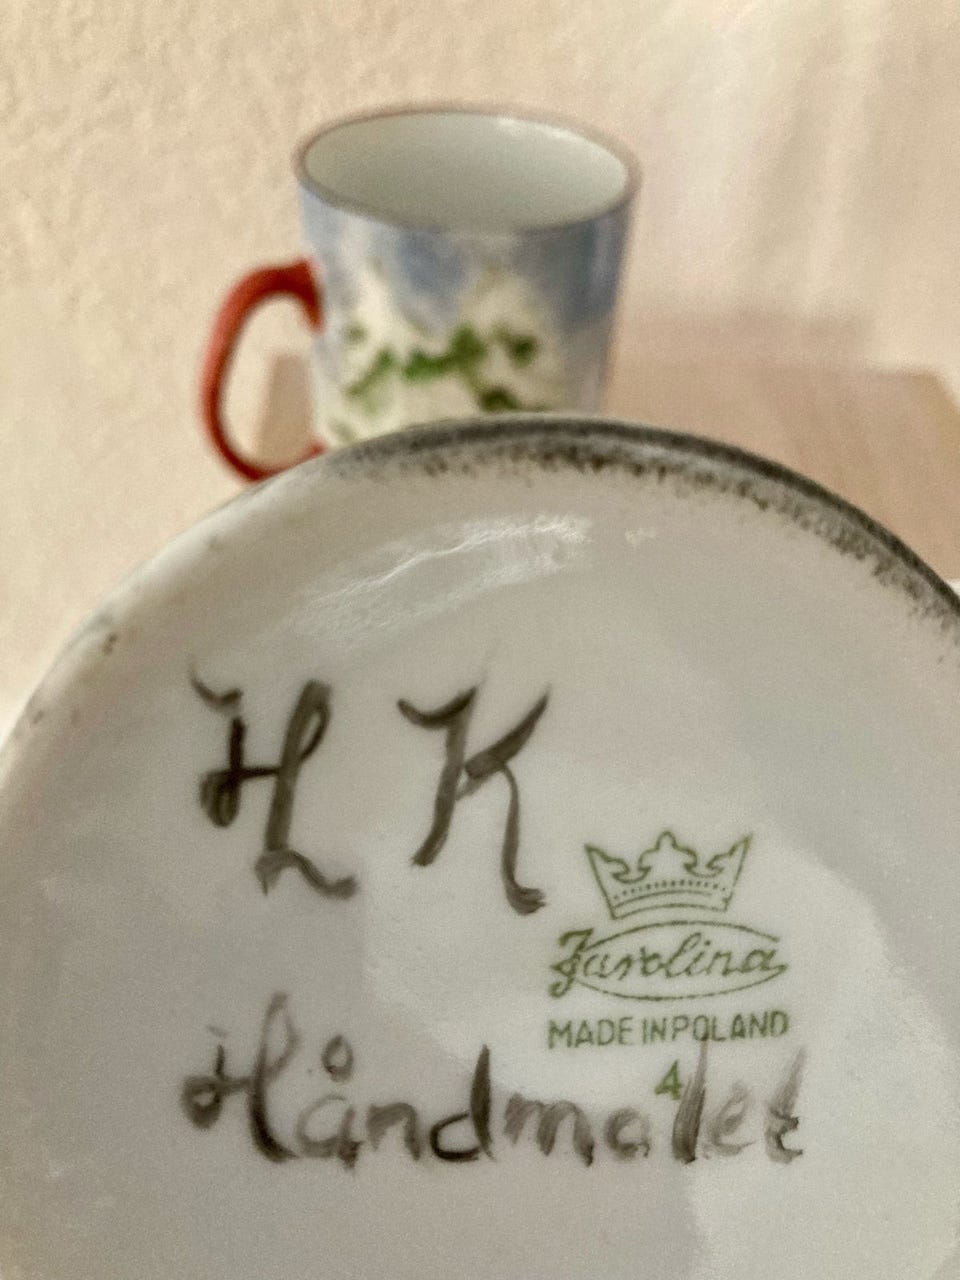 H K
Karolina
MADE IN POLAND
4
Håndmalet